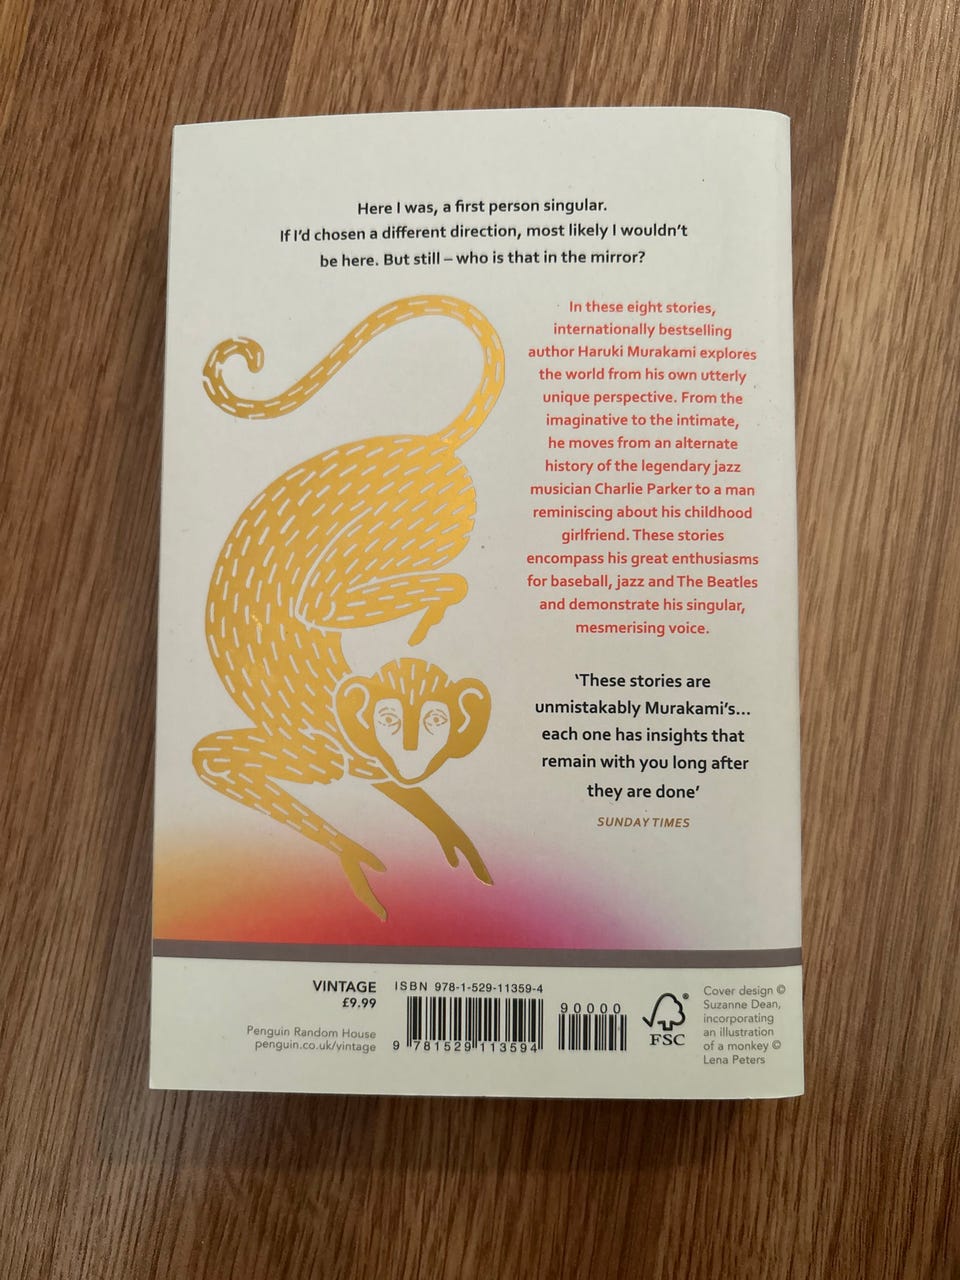 Here I was, a first person singular.
If I'd chosen a different direction, most likely I wouldn't
be here. But still – who is that in the mirror?
In these eight stories,
internationally bestselling
author Haruki Murakami explores
the world from his own utterly
unique perspective. From the
imaginative to the intimate,
he moves from an alternate
history of the legendary jazz
musician Charlie Parker to a man
reminiscing about his childhood
girlfriend. These stories
encompass his great enthusiasms
for baseball, jazz and The Beatles
and demonstrate his singular,
mesmerising voice.
‘These stories are
unmistakably Murakami's...
each one has insights that
remain with you long after
they are done’
SUNDAY TIMES
VINTAGE
£9.99
Penguin Random House
penguin.co.uk/vintage
ISBN 978-1-529-11359-4
90000
9 781529 113594
®
FSC
Cover design ©
Suzanne Dean,
incorporating
an illustration
of a monkey ©
Lena Peters